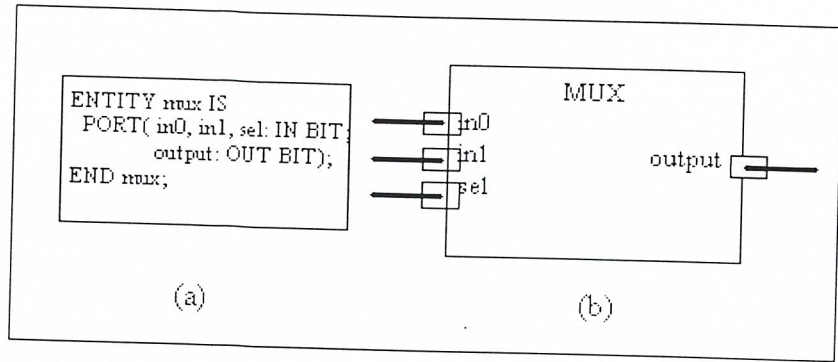 ENTITY mux IS
PORT( in0, in1, sel: IN BIT;
output: OUT BIT);
END mux;
(a)
MUX
in0
in1
sel
output
(b)